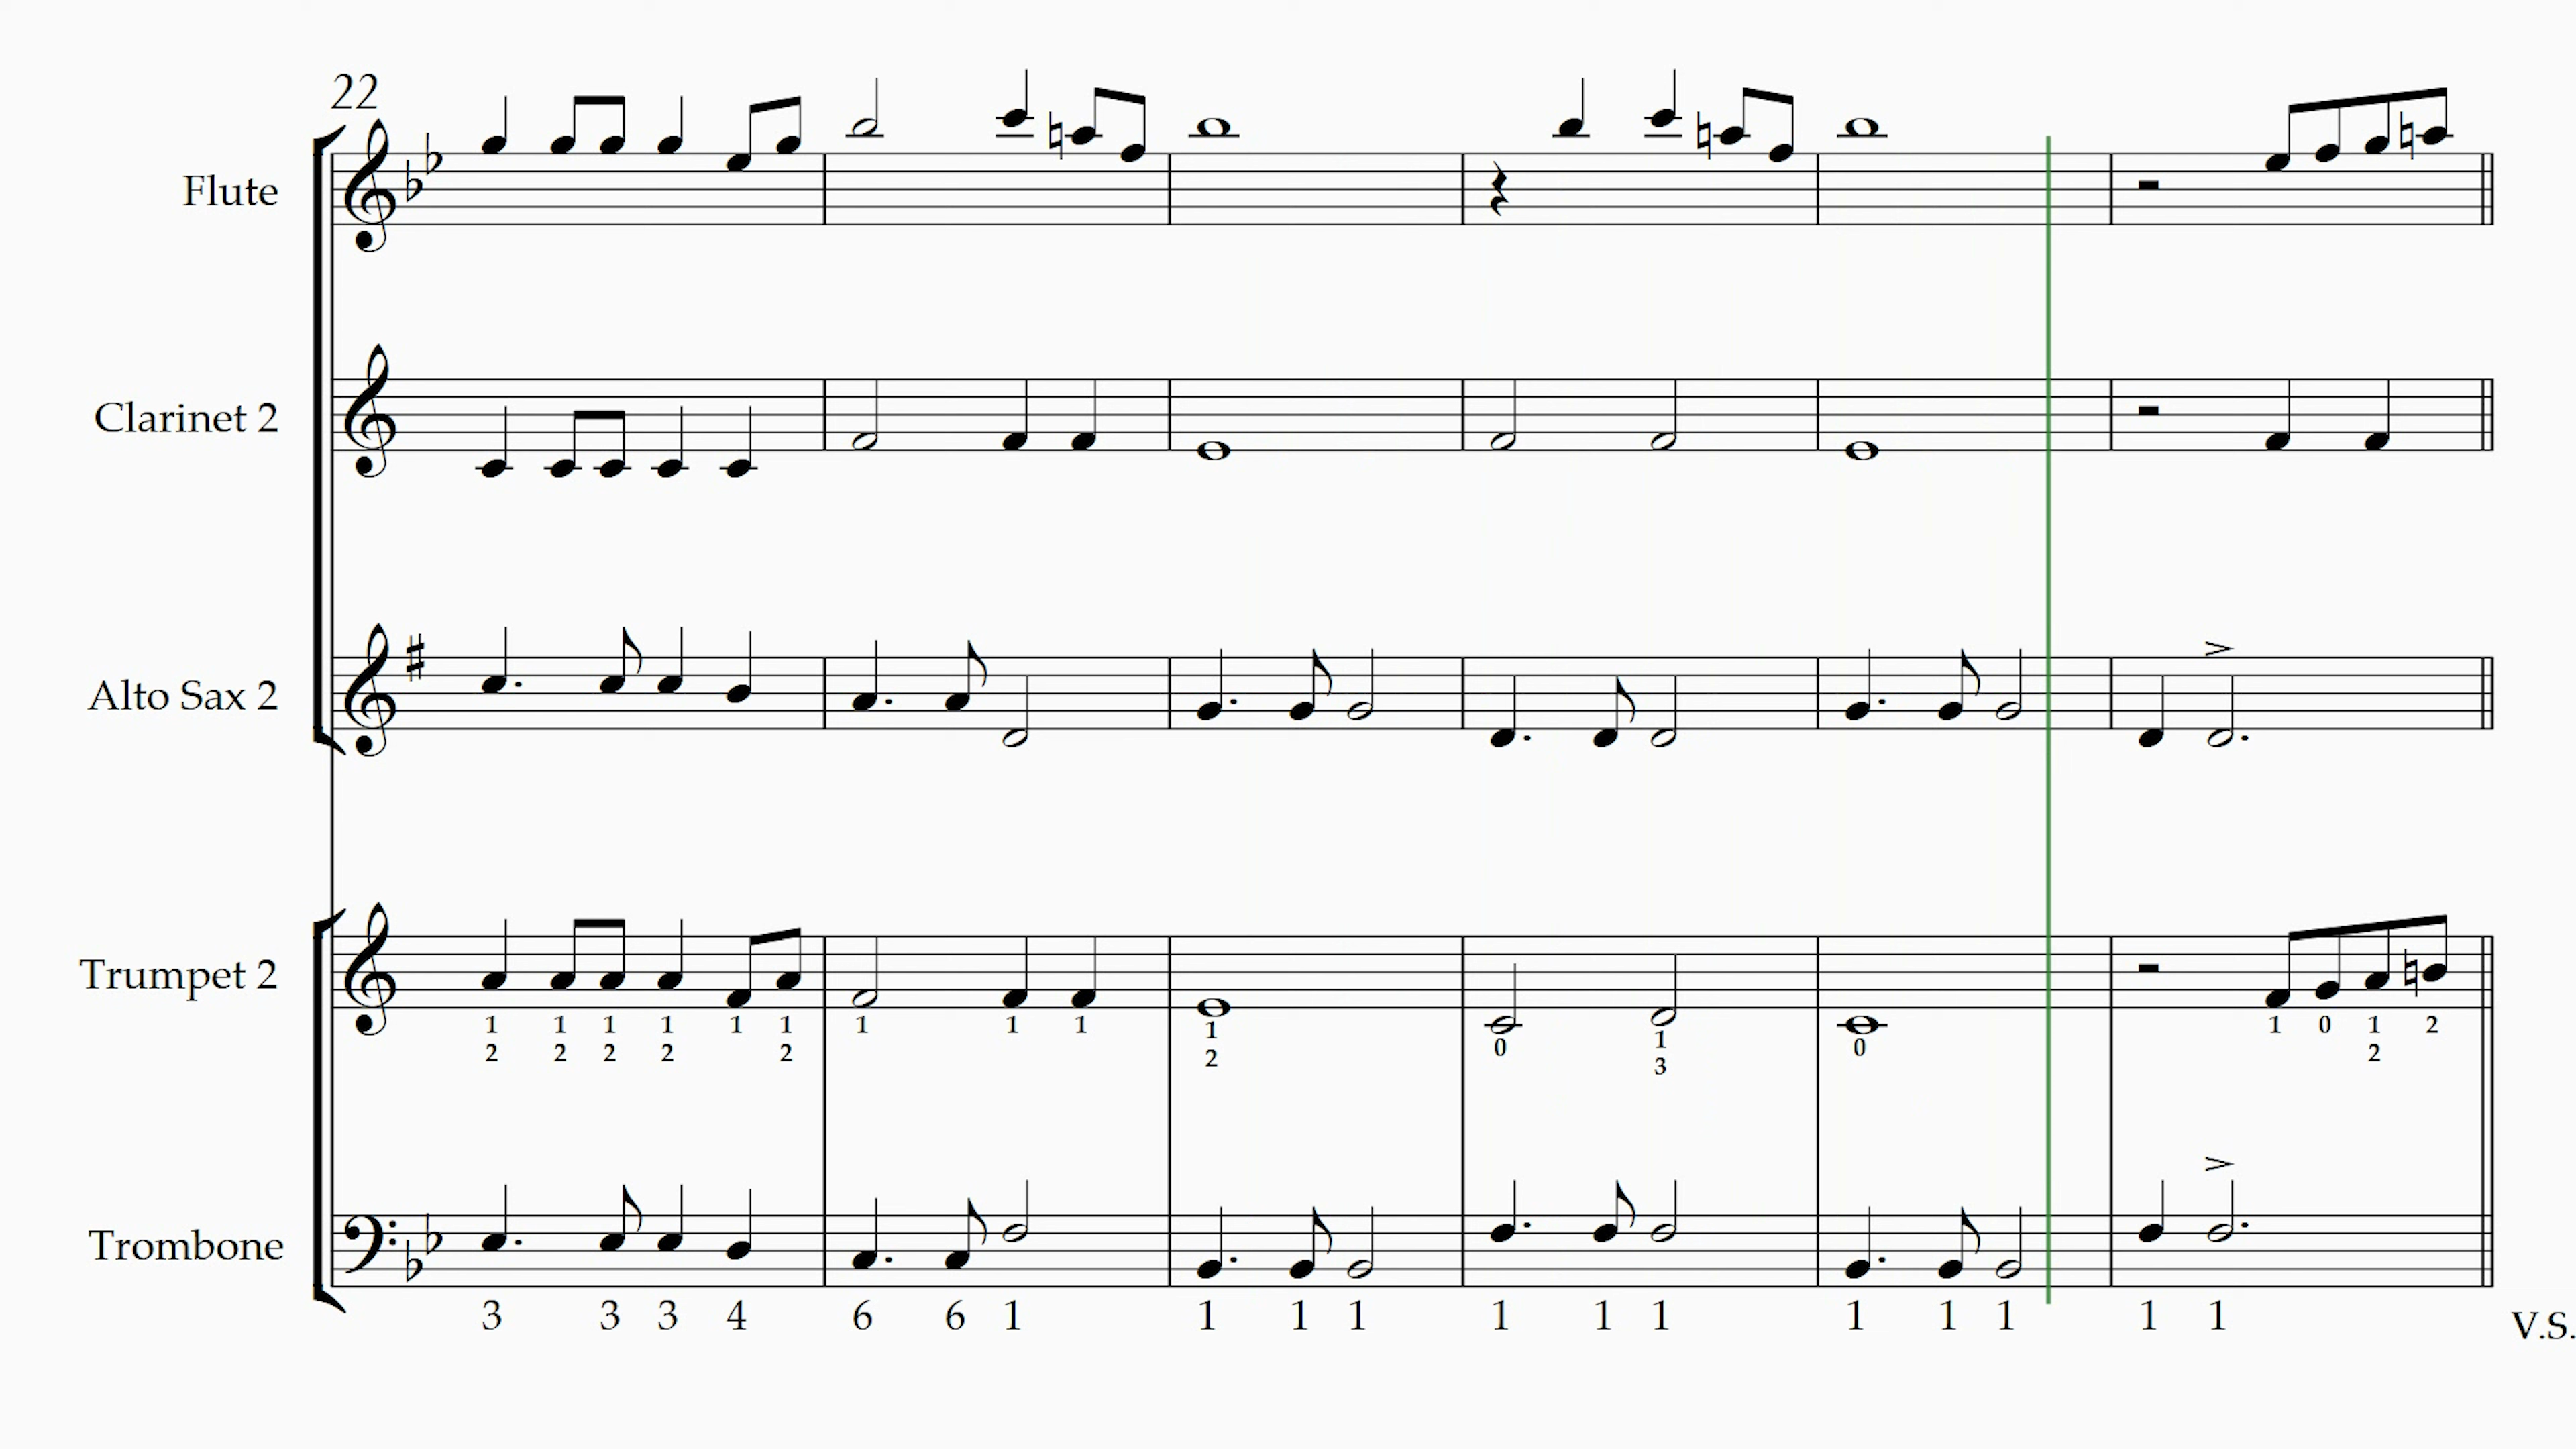 22
Flute
Clarinet 2
Alto Sax 2
Trumpet 2
1 1 1 1 1 1 1 1 1 1 0 1 0 1 0 1 2
2 2 2 2 2 2 3 2
Trombone
3 3 3 4 6 6 1 1 1 1 1 1 1 1 1 1 1 1
V.S.